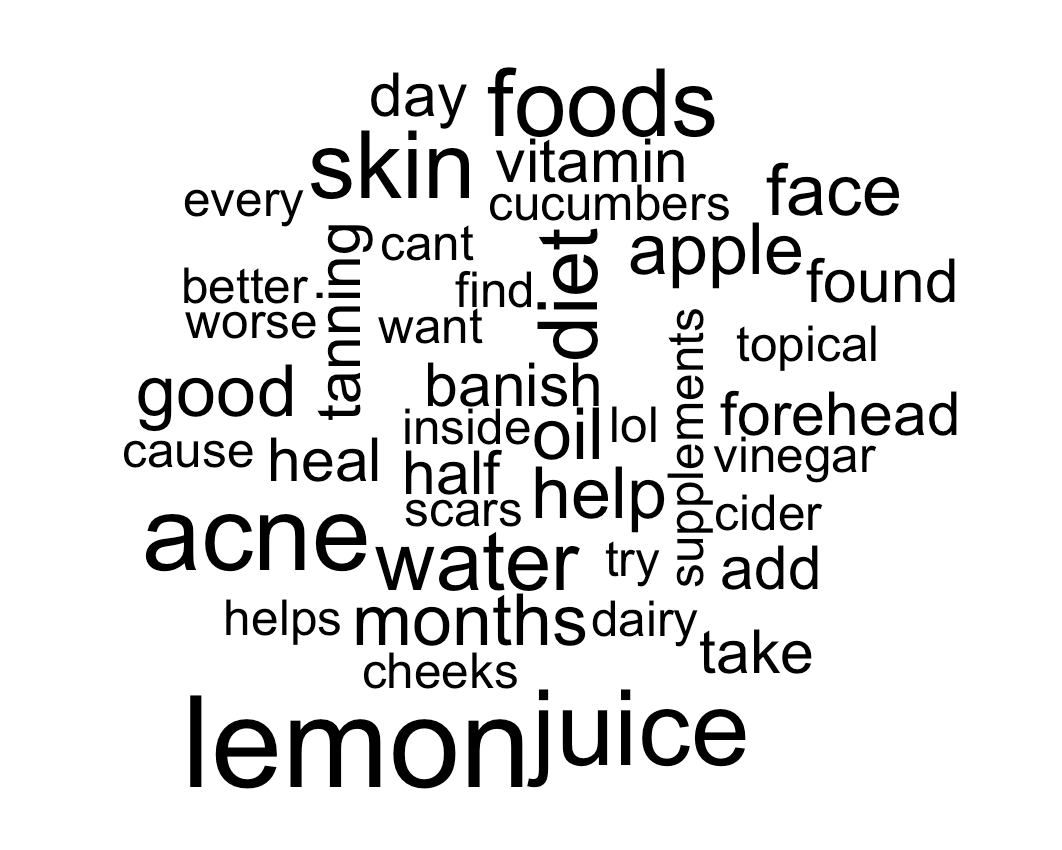 day foods
skin vitamin
every cucumbers face
tanning cant diet apple
better find found
worse want supplements topical
good banish forehead
cause heal inside oil lol vinegar
half
scars help cider
acne water try add
helps months dairy
cheeks take
lemon juice